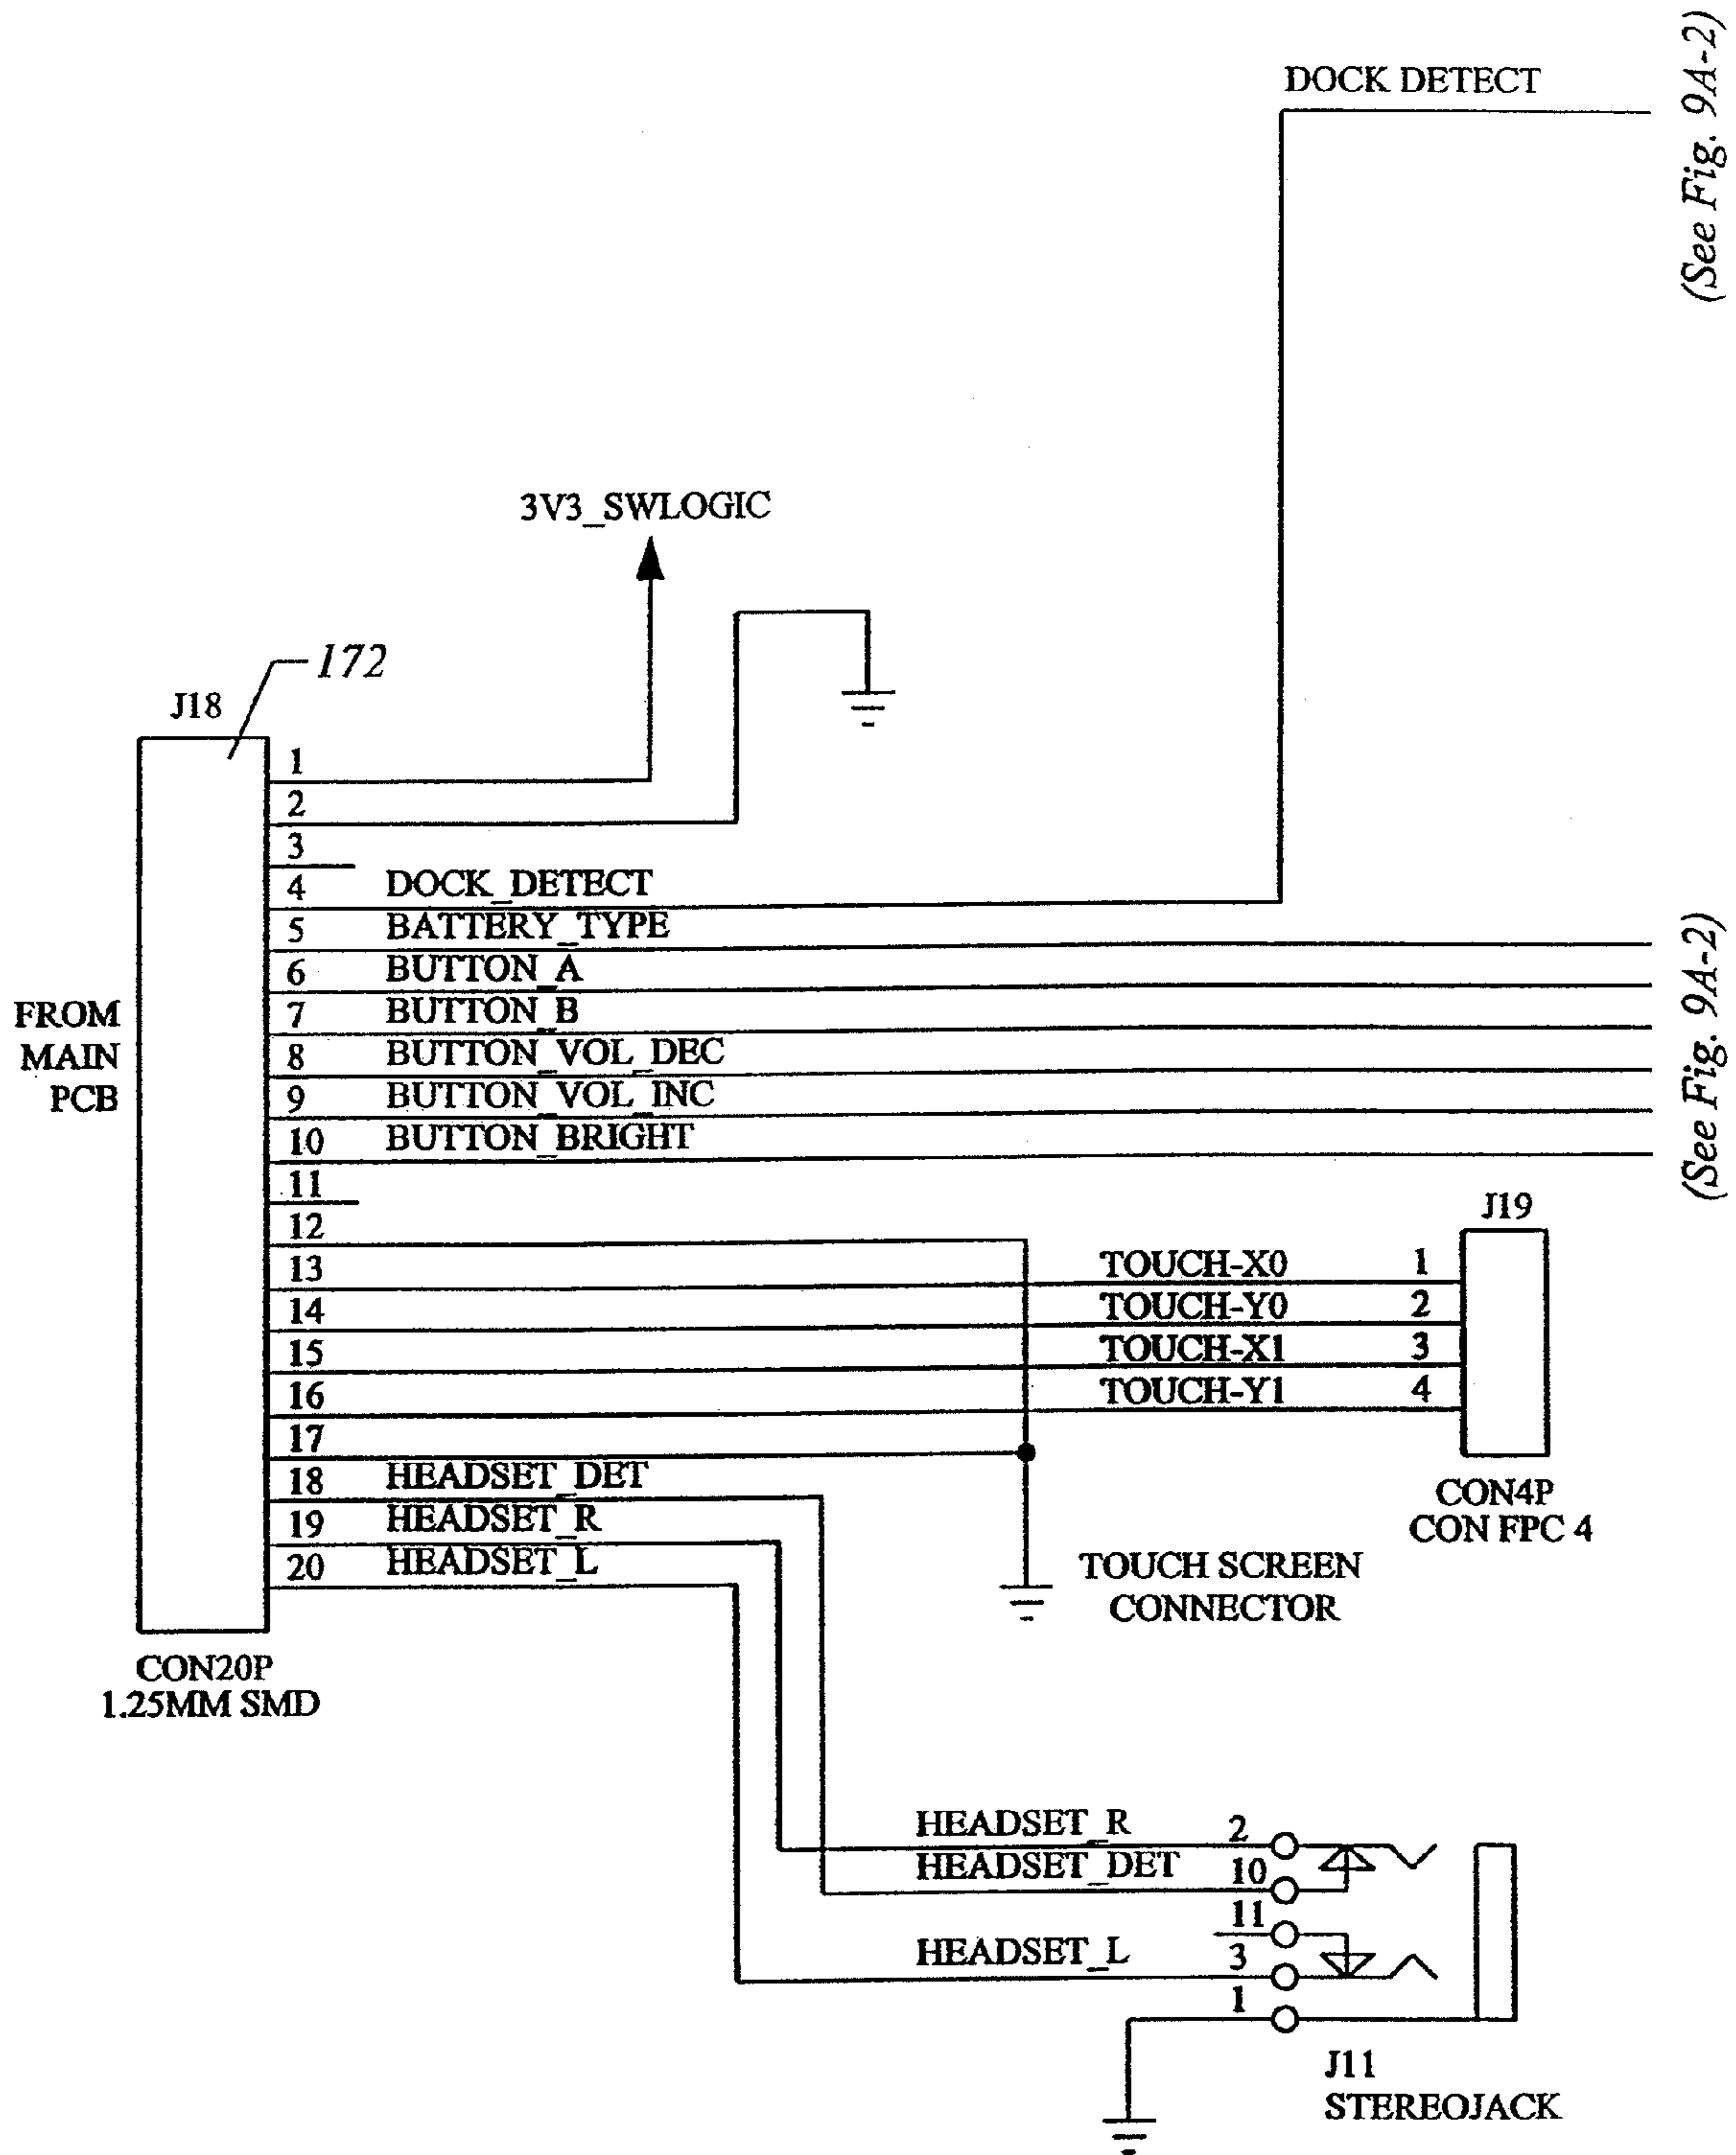 DOCK DETECT
(See Fig. 9A-2)
3V3_SWLOGIC
172
J18
1
2
3
4 DOCK_DETECT
5 BATTERY_TYPE
6 BUTTON_A
7 BUTTON_B
8 BUTTON_VOL_DEC
9 BUTTON_VOL_INC
10 BUTTON_BRIGHT
11
12
13
14
15
16
17
18 HEADSET_DET
19 HEADSET_R
20 HEADSET_L
FROM
MAIN
PCB
CON20P
1.25MM SMD
(See Fig. 9A-2)
J19
TOUCH-X0 1
TOUCH-Y0 2
TOUCH-X1 3
TOUCH-Y1 4
CON4P
CON FPC 4
TOUCH SCREEN
CONNECTOR
HEADSET_R 2
HEADSET_DET 10
11
HEADSET_L 3
1
J11
STEREOJACK